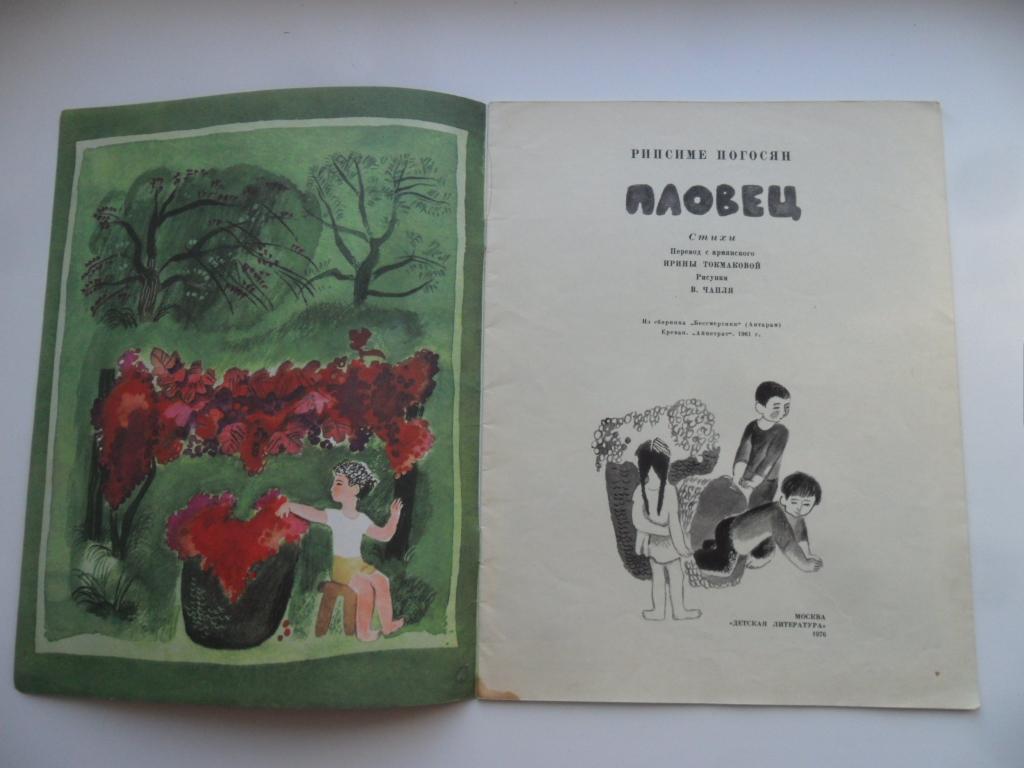 РИПСИМЕ ПОГОСЯН
ПЛОВЕЦ
Стихи
Перевод с армянского
ИРИНЫ ТОКМАКОВОЙ
Рисунки
В. ЧАПЛЯ
Из сборника „Бессмертник" (Антарам)
Ереван. „Айпетрат". 1961 г.
МОСКВА
«ДЕТСКАЯ ЛИТЕРАТУРА»
1976